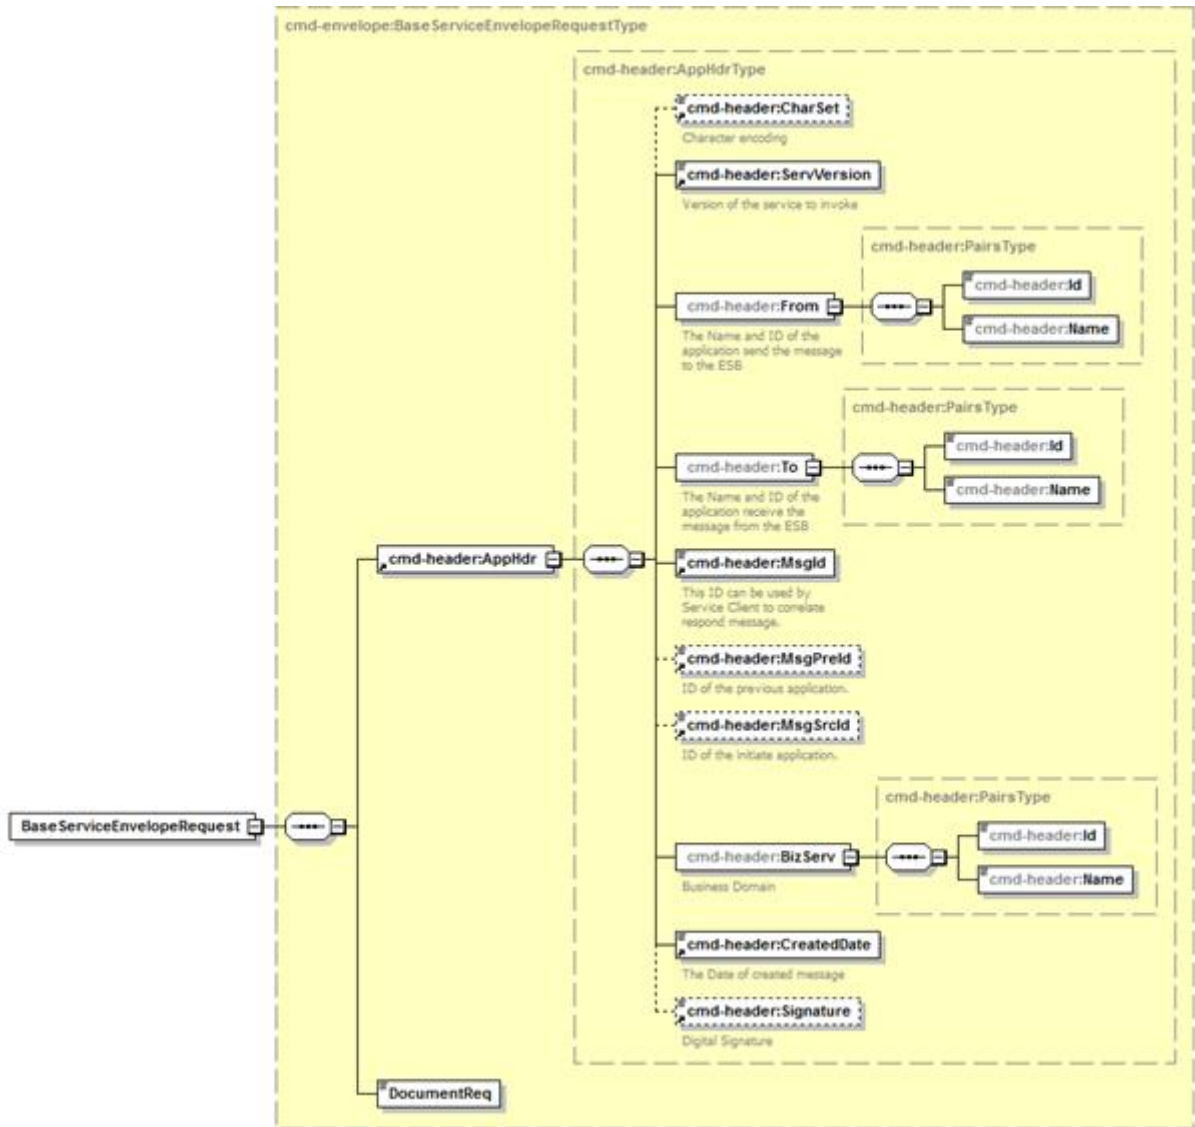 cmd-envelope:BaseServiceEnvelopeRequestType
cmd-header:AppHdrType
cmd-header:CharSet
Character encoding
cmd-header:ServVersion
Version of the service to invoke
cmd-header:PairsType
cmd-header:Id
cmd-header:From
cmd-header:Name
The Name and ID of the
application send the message
to the ESB
cmd-header:PairsType
cmd-header:Id
cmd-header:To
cmd-header:Name
The Name and ID of the
application receive the
message from the ESB
cmd-header:AppHdr
cmd-header:MsgId
This ID can be used by
Service Client to correlate
respond message.
cmd-header:MsgPreId
ID of the previous application.
cmd-header:MsgSrcId
ID of the initiate application.
cmd-header:PairsType
BaseServiceEnvelopeRequest
cmd-header:Id
cmd-header:BizServ
cmd-header:Name
Business Domain
cmd-header:CreatedDate
The Date of created message
cmd-header:Signature
Digital Signature
DocumentReq